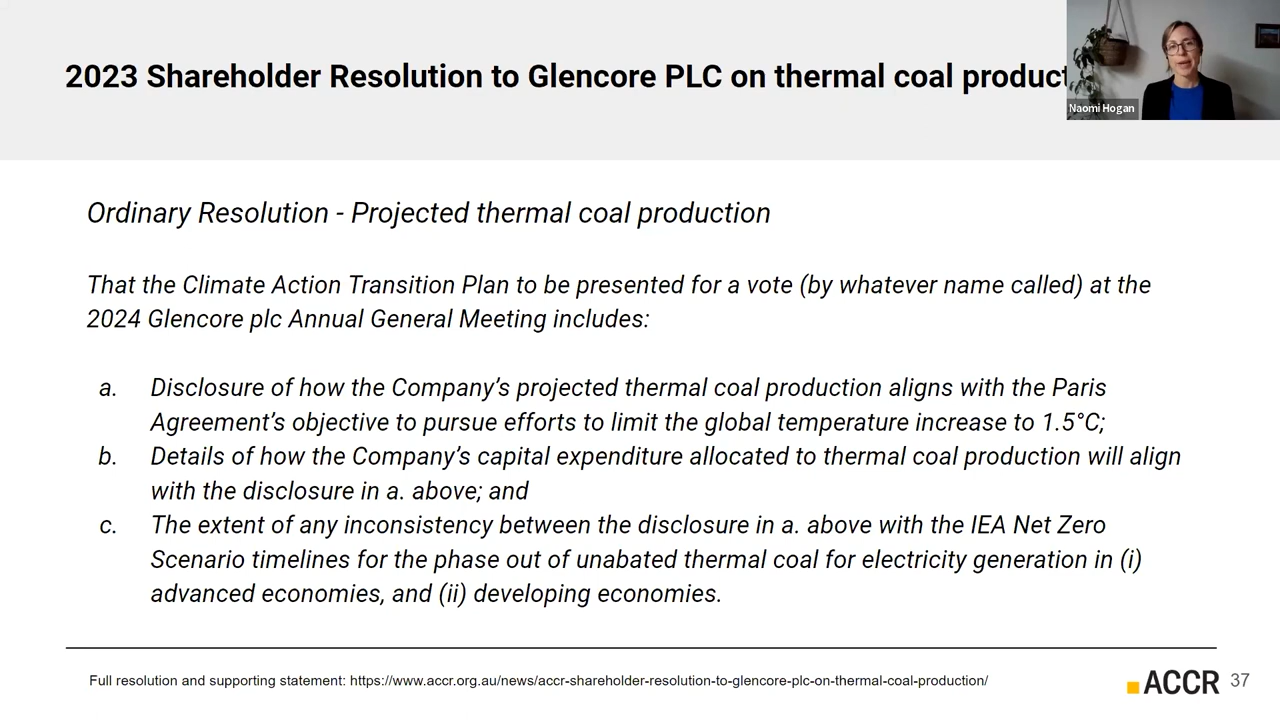 2023 Shareholder Resolution to Glencore PLC on thermal coal product
Naomi Hogan
Ordinary Resolution - Projected thermal coal production
That the Climate Action Transition Plan to be presented for a vote (by whatever name called) at the
2024 Glencore plc Annual General Meeting includes:
a. Disclosure of how the Company’s projected thermal coal production aligns with the Paris
Agreement’s objective to pursue efforts to limit the global temperature increase to 1.5°C;
b. Details of how the Company’s capital expenditure allocated to thermal coal production will align
with the disclosure in a. above; and
c. The extent of any inconsistency between the disclosure in a. above with the IEA Net Zero
Scenario timelines for the phase out of unabated thermal coal for electricity generation in (i)
advanced economies, and (ii) developing economies.
Full resolution and supporting statement: https://www.accr.org.au/news/accr-shareholder-resolution-to-glencore-plc-on-thermal-coal-production/
ACCR 37